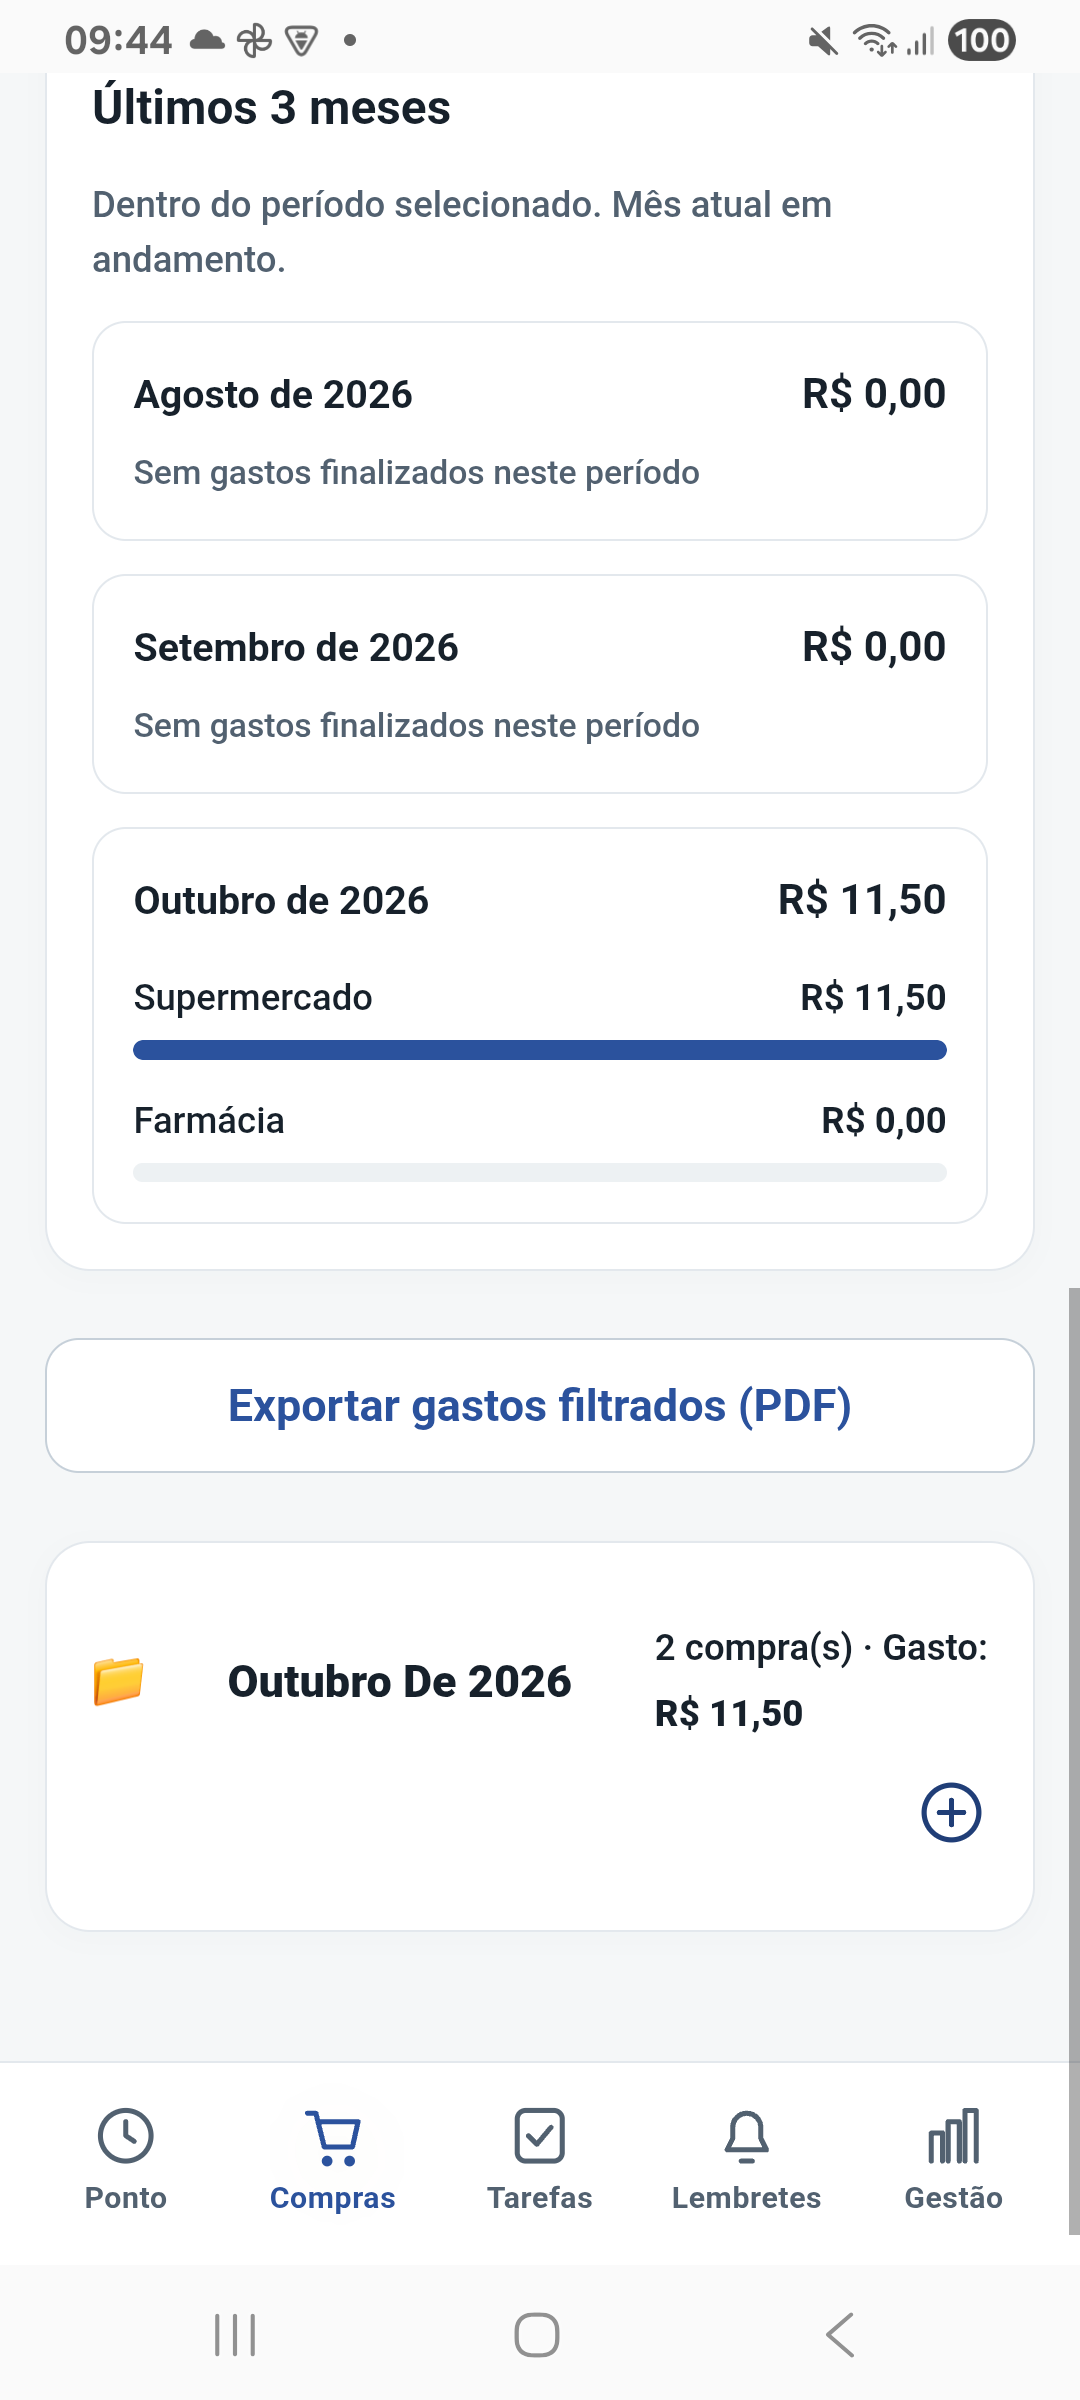 09:44
100
Últimos 3 meses
Dentro do período selecionado. Mês atual em
andamento.
Agosto de 2026
R$ 0,00
Sem gastos finalizados neste período
Setembro de 2026
R$ 0,00
Sem gastos finalizados neste período
Outubro de 2026
R$ 11,50
Supermercado
R$ 11,50
Farmácia
R$ 0,00
Exportar gastos filtrados (PDF)
Outubro De 2026
2 compra(s) · Gasto:
R$ 11,50
Ponto
Compras
Tarefas
Lembretes
Gestão